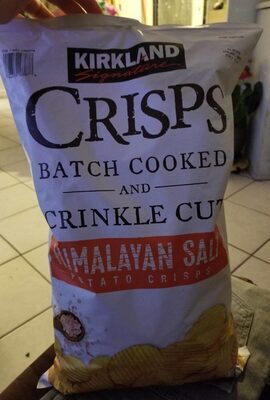 KIRKLAND
Signature
CRISPS
BATCH COOKED
AND
CRINKLE CUT
HIMALAYAN SALT
POTATO CRISPS